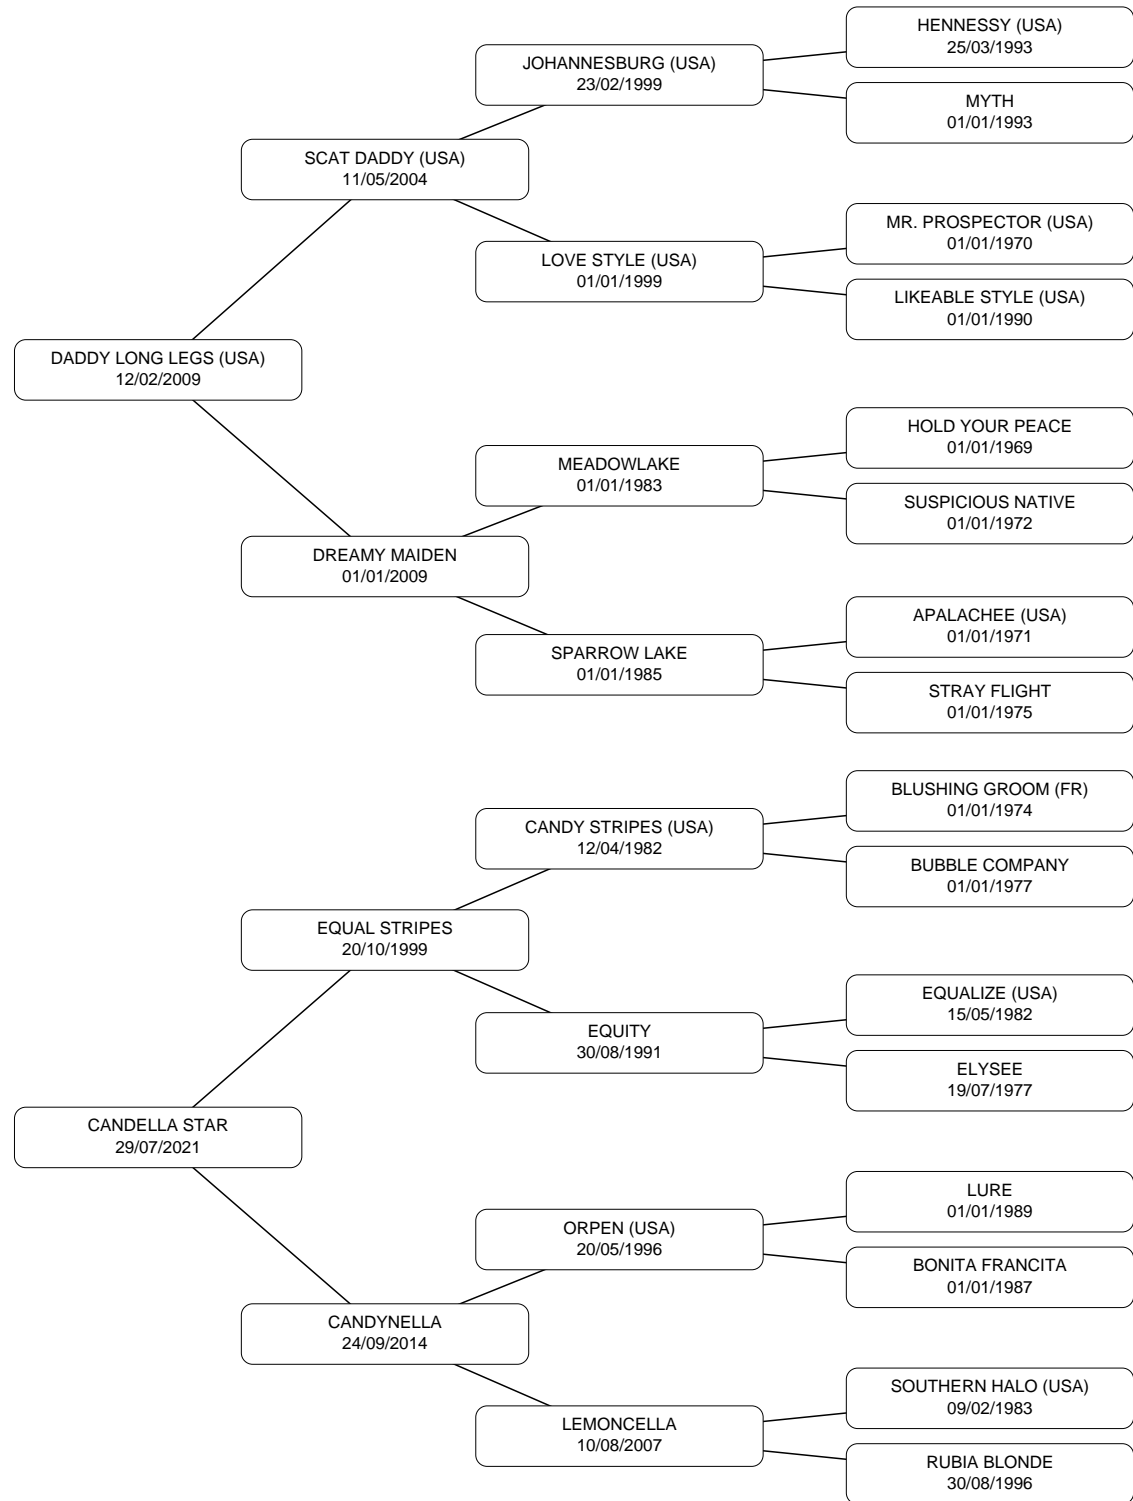 HENNESSY (USA)
25/03/1993
JOHANNESBURG (USA)
23/02/1999
MYTH
01/01/1993
SCAT DADDY (USA)
11/05/2004
MR. PROSPECTOR (USA)
01/01/1970
LOVE STYLE (USA)
01/01/1999
LIKEABLE STYLE (USA)
01/01/1990
DADDY LONG LEGS (USA)
12/02/2009
HOLD YOUR PEACE
01/01/1969
MEADOWLAKE
01/01/1983
SUSPICIOUS NATIVE
01/01/1972
DREAMY MAIDEN
01/01/2009
APALACHEE (USA)
01/01/1971
SPARROW LAKE
01/01/1985
STRAY FLIGHT
01/01/1975
BLUSHING GROOM (FR)
01/01/1974
CANDY STRIPES (USA)
12/04/1982
BUBBLE COMPANY
01/01/1977
EQUAL STRIPES
20/10/1999
EQUALIZE (USA)
15/05/1982
EQUITY
30/08/1991
ELYSEE
19/07/1977
CANDELLA STAR
29/07/2021
LURE
01/01/1989
ORPEN (USA)
20/05/1996
BONITA FRANCITA
01/01/1987
CANDYNELLA
24/09/2014
SOUTHERN HALO (USA)
09/02/1983
LEMONCELLA
10/08/2007
RUBIA BLONDE
30/08/1996